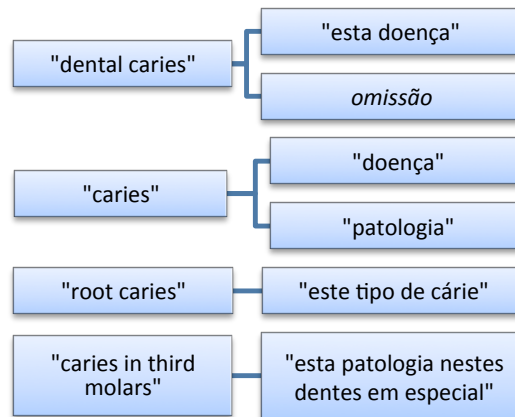 "dental caries"
"esta doença"
omissão
"caries"
"doença"
"patologia"
"root caries"
"este tipo de cárie"
"caries in third
molars"
"esta patologia nestes
dentes em especial"